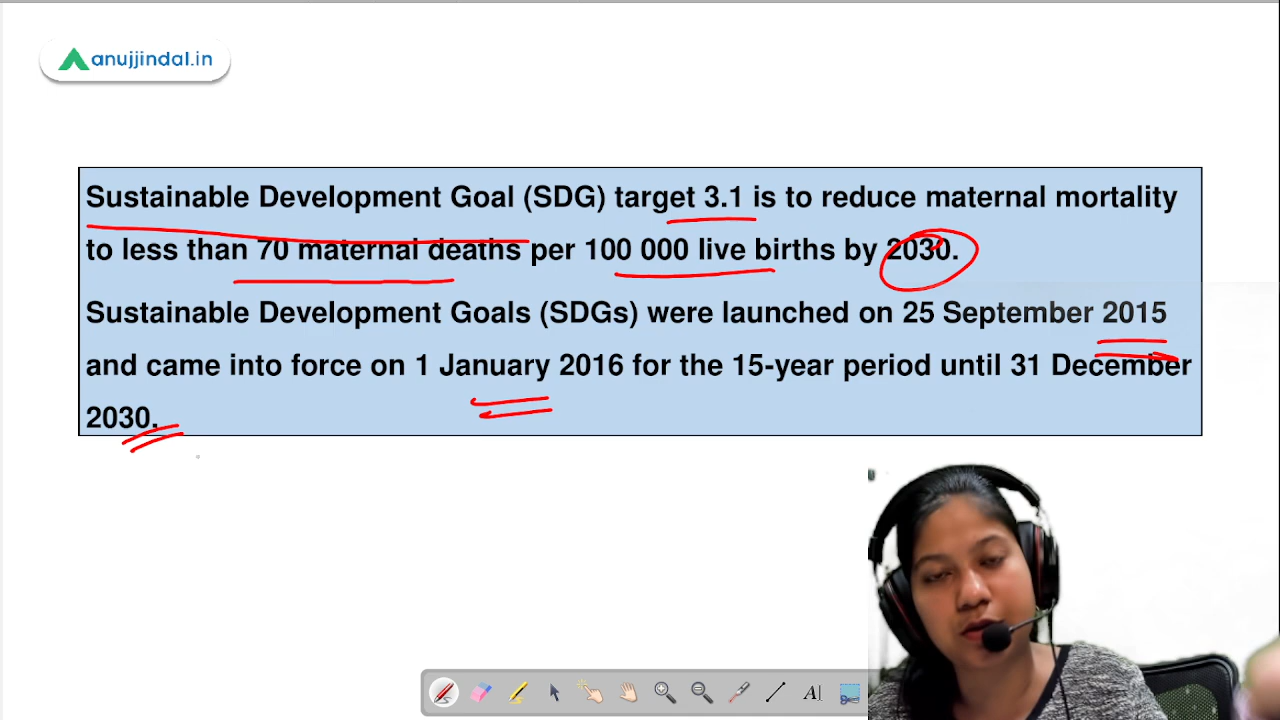 anujjindal.in
Sustainable Development Goal (SDG) target 3.1 is to reduce maternal mortality
to less than 70 maternal deaths per 100 000 live births by 2030.
Sustainable Development Goals (SDGs) were launched on 25 September 2015
and came into force on 1 January 2016 for the 15-year period until 31 December
2030.
A